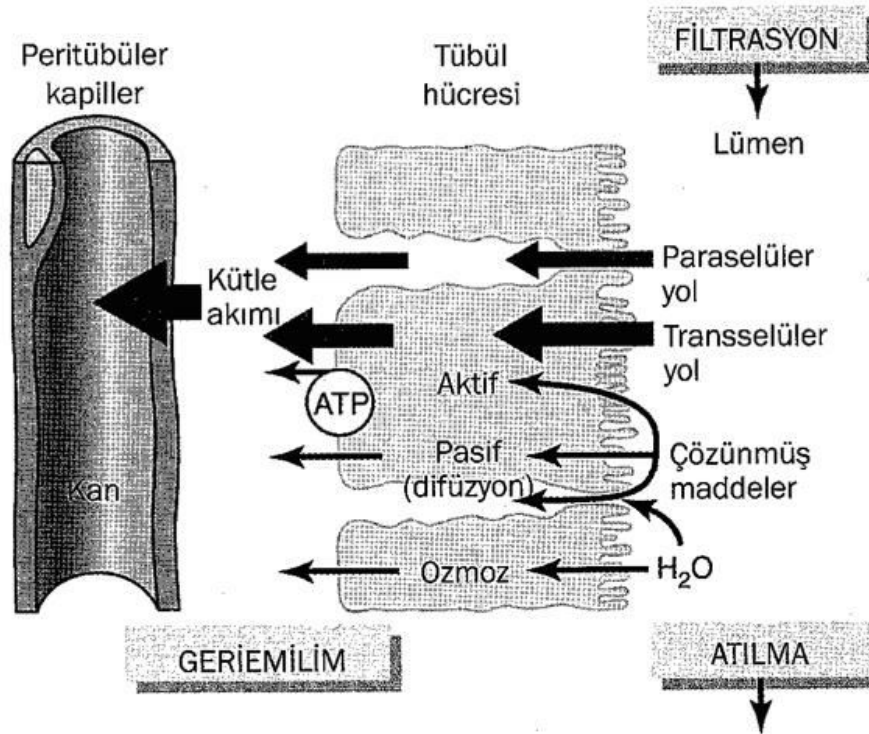 FİLTRASYON
Peritübüler
kapiller
Tübül
hücresi
Lümen
Kütle
akımı
Paraselüler
yol
Transselüler
yol
Aktif
ATP
Pasif
(difüzyon)
Çözünmüş
maddeler
Kan
Ozmoz
H₂O
GERİEMİLİM
ATILMA